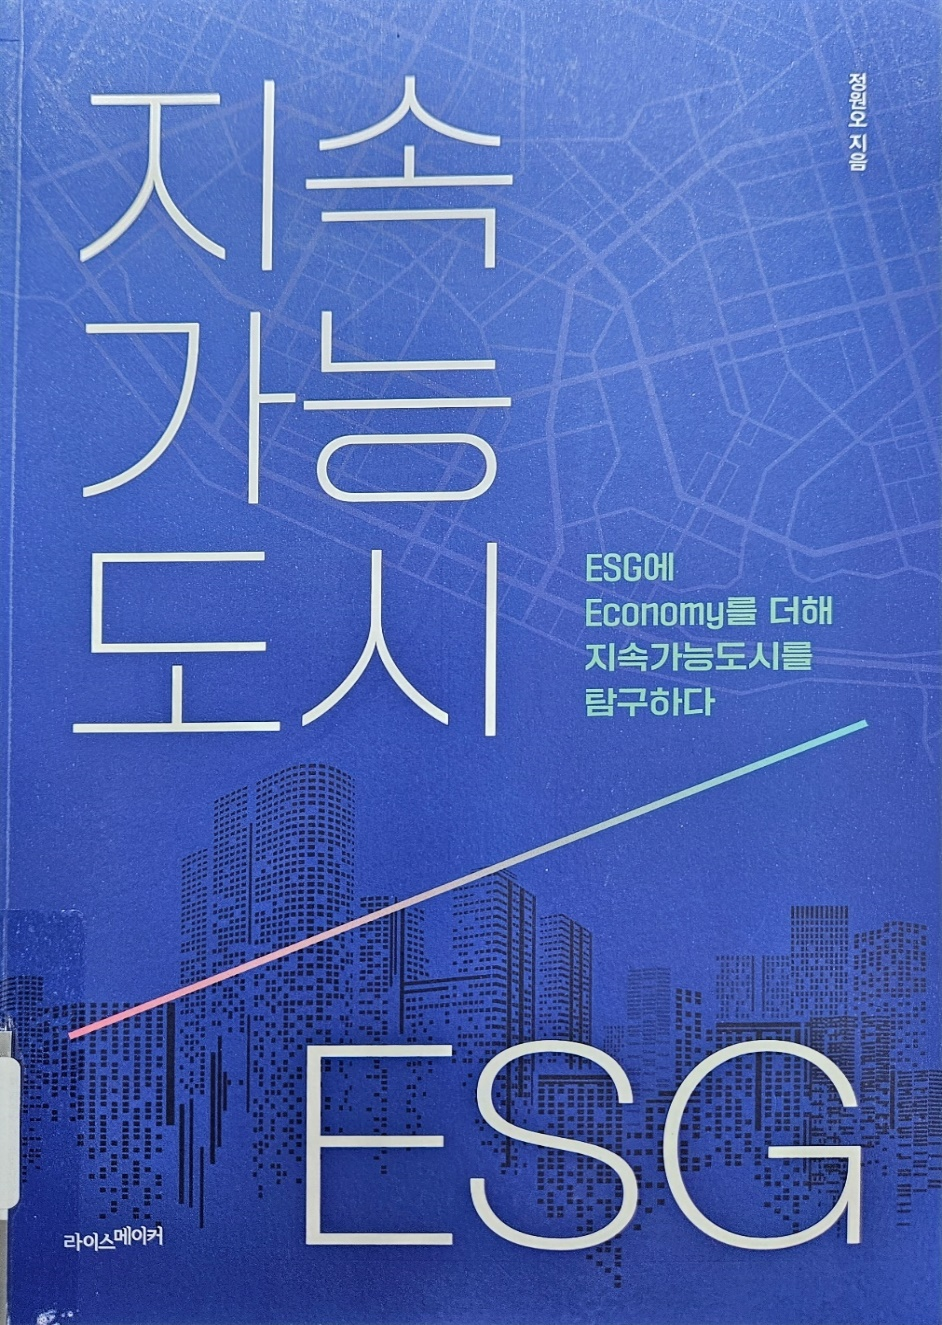 지속
가능
도시
정원오 지음
ESG에
Economy를 더해
지속가능도시를
탐구하다
ESG
라이스메이커